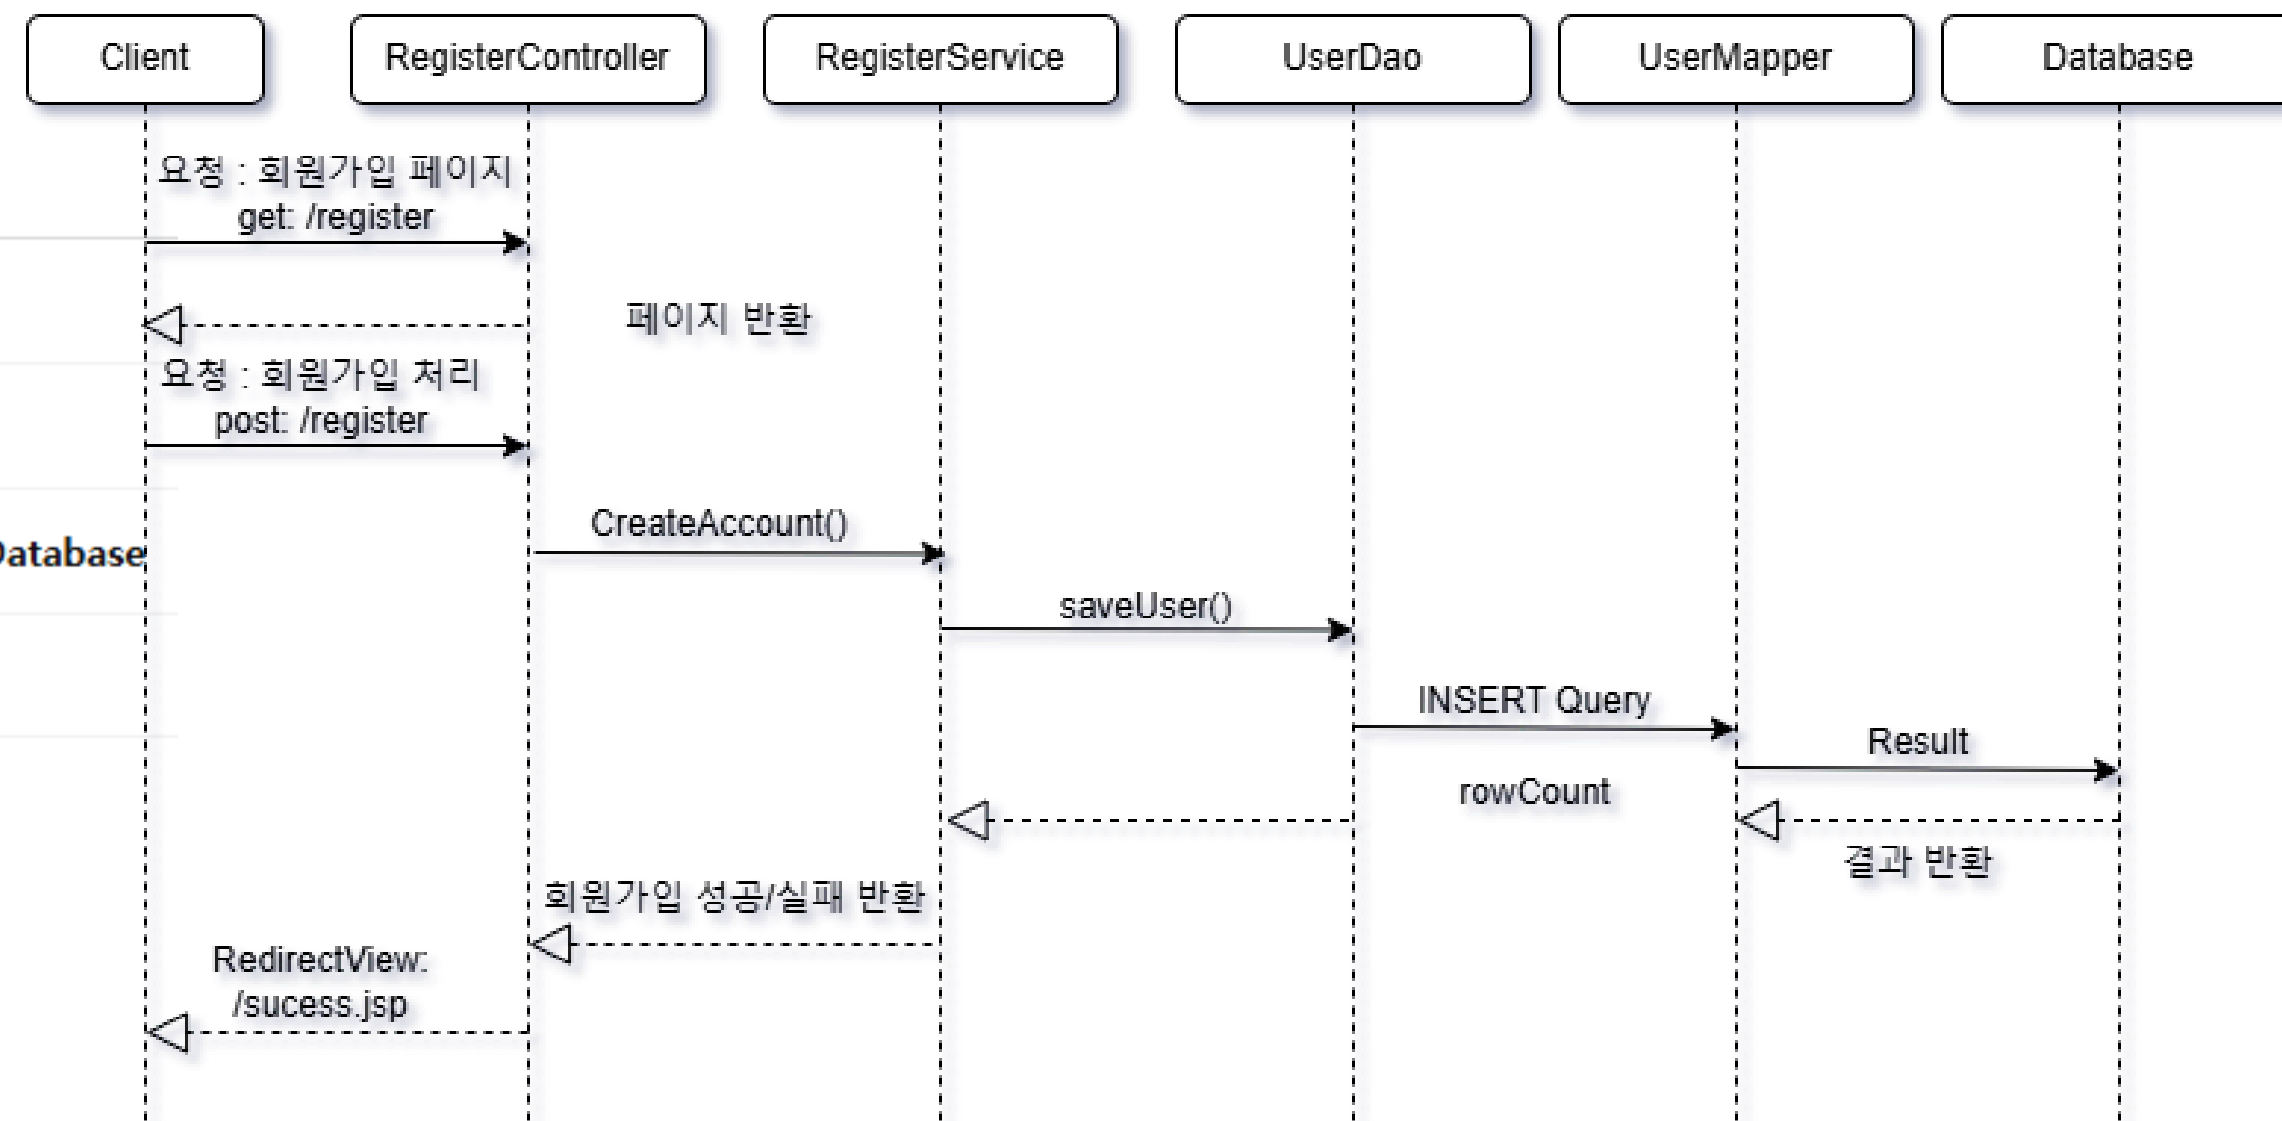 Client
RegisterController
RegisterService
UserDao
UserMapper
Database
요청 : 회원가입 페이지
get: /register
페이지 반환
요청 : 회원가입 처리
post: /register
CreateAccount()
Database
saveUser()
INSERT Query
Result
rowCount
결과 반환
회원가입 성공/실패 반환
RedirectView:
/sucess.jsp